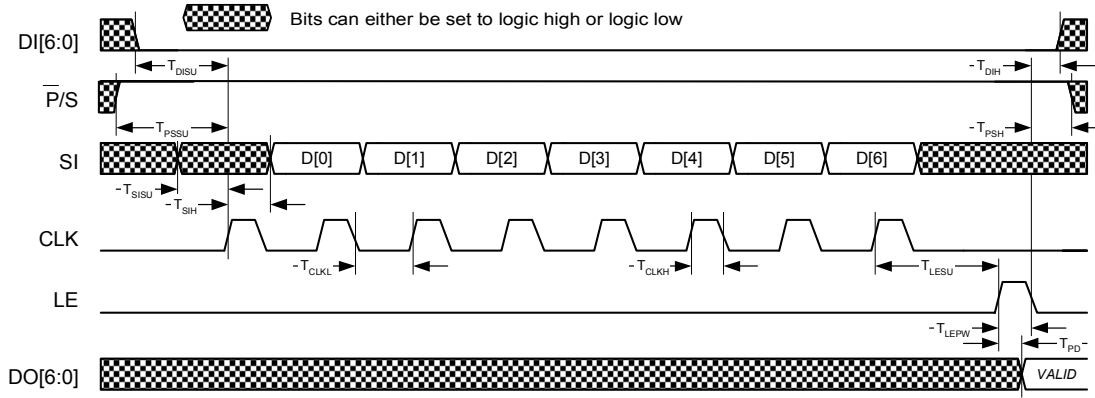 Bits can either be set to logic high or logic low
DI[6:0]
T_DISU
T_DIH
P̅/S
T_PSSU
T_PSH
SI
D[0] D[1] D[2] D[3] D[4] D[5] D[6]
T_SISU
T_SIH
CLK
T_CLKL
T_CLKH
T_LESU
LE
T_LEPW
T_PD
DO[6:0]
VALID